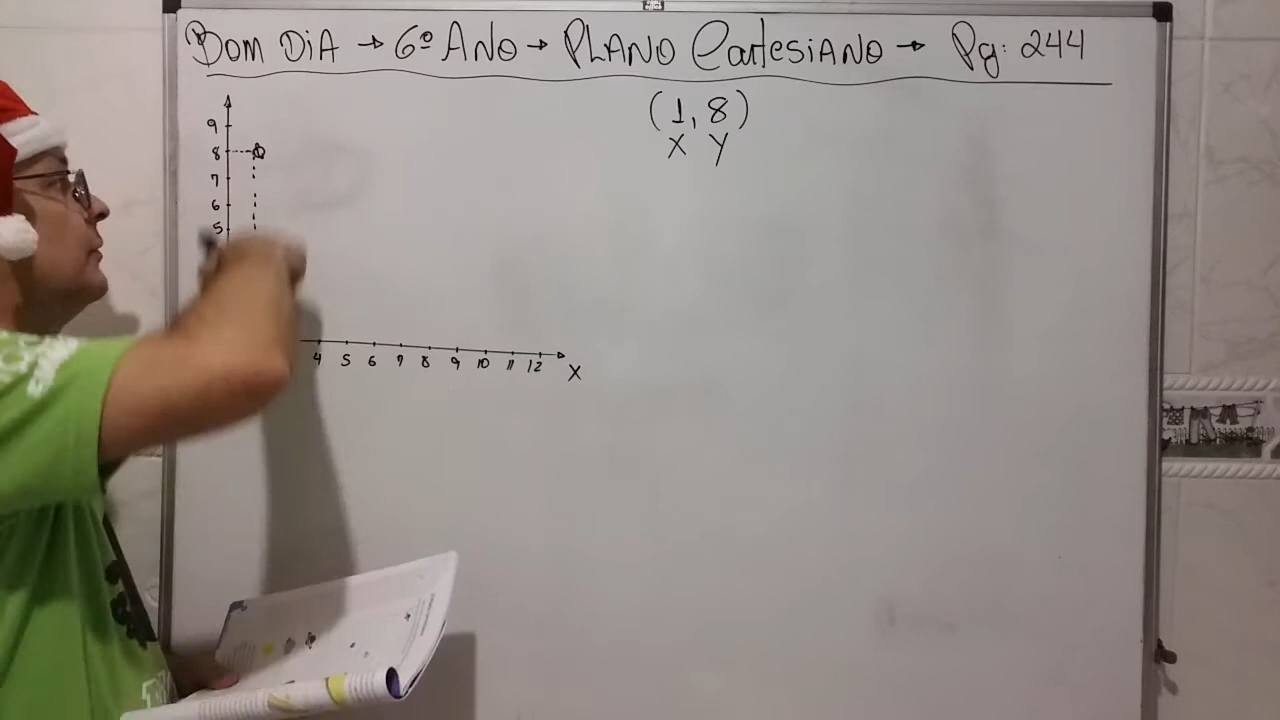 Bom DiA → 6º ANO → PLANO CartesiANO → Pg: 244
(1, 8)
X Y
9
8
7
6
5
4 5 6 7 8 9 10 11 12
X